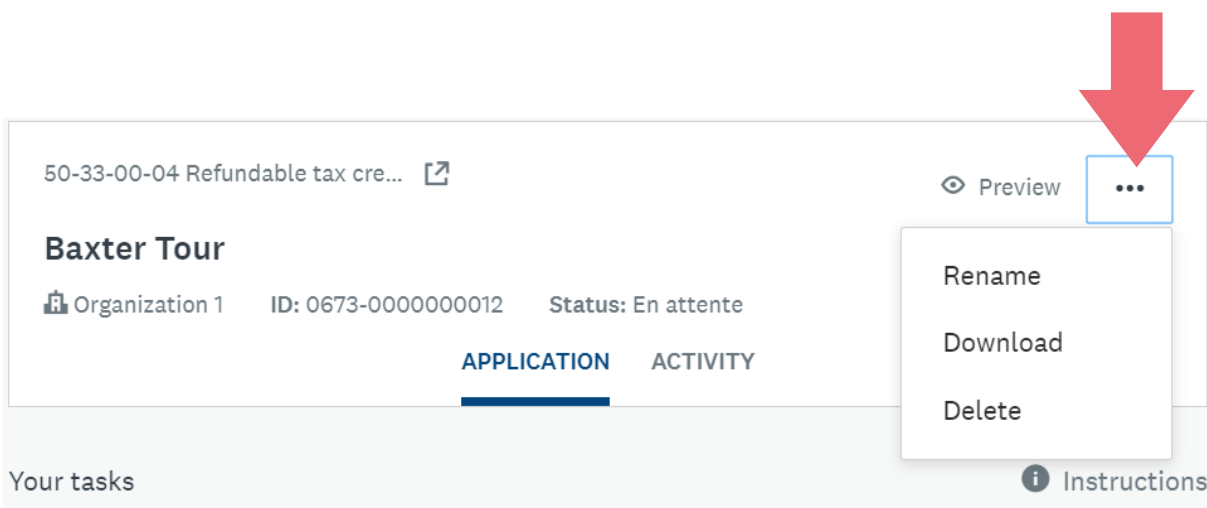 50-33-00-04 Refundable tax cre...
Preview
•••
Baxter Tour
Organization 1 ID: 0673-0000000012 Status: En attente
APPLICATION ACTIVITY
Rename
Download
Delete
Your tasks
Instructions